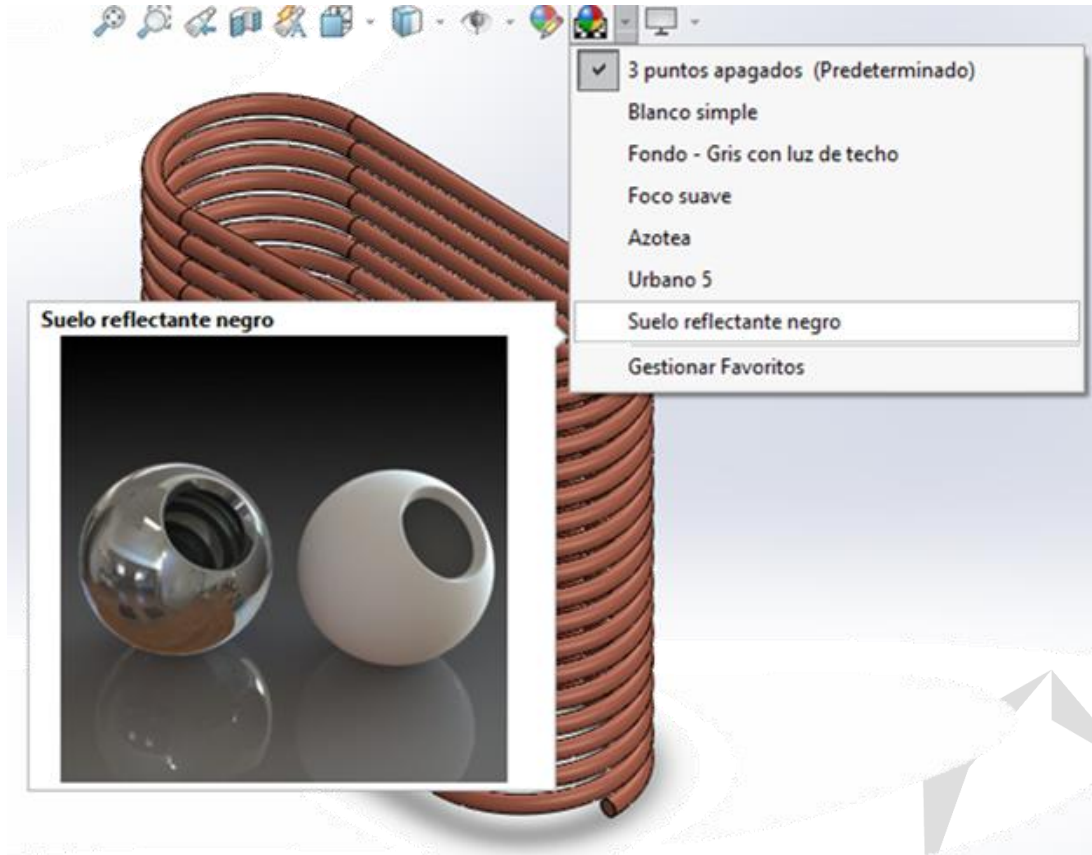 3 puntos apagados (Predeterminado)
Blanco simple
Fondo - Gris con luz de techo
Foco suave
Azotea
Urbano 5
Suelo reflectante negro
Gestionar Favoritos
Suelo reflectante negro